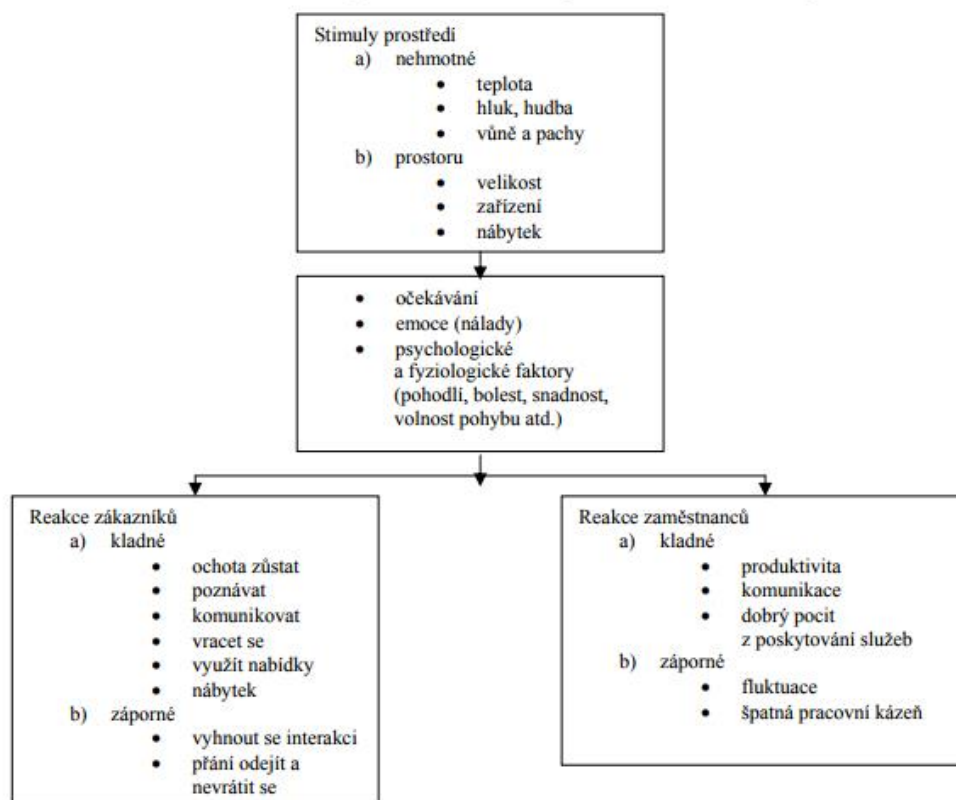 Stimuly prostředí
a) nehmotné
• teplota
• hluk, hudba
• vůně a pachy
b) prostoru
• velikost
• zařízení
• nábytek
• očekávání
• emoce (nálady)
• psychologické
a fyziologické faktory
(pohodlí, bolest, snadnost,
volnost pohybu atd.)
Reakce zákazníků
a) kladné
• ochota zůstat
• poznávat
• komunikovat
• vracet se
• využít nabídky
• nábytek
b) záporné
• vyhnout se interakci
• přání odejít a
nevrátit se
Reakce zaměstnanců
a) kladné
• produktivita
• komunikace
• dobrý pocit
z poskytování služeb
b) záporné
• fluktuace
• špatná pracovní kázeň